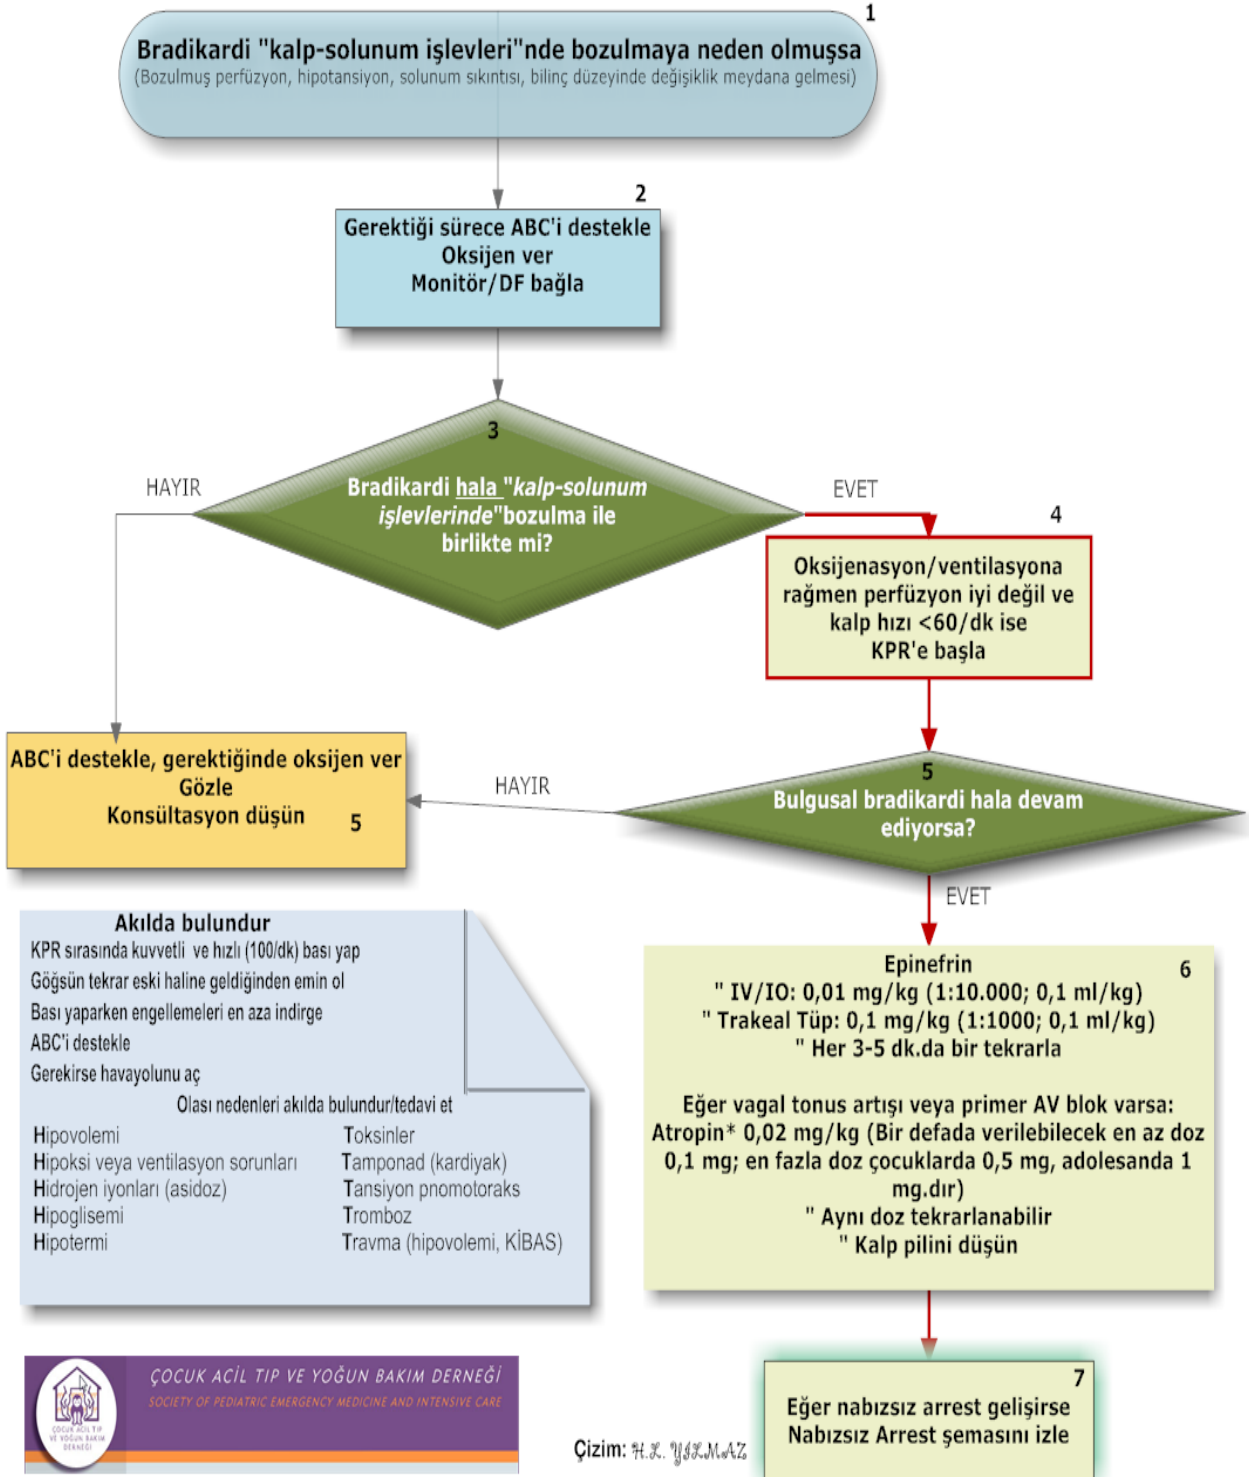 1
Bradikardi "kalp-solunum işlevleri"nde bozulmaya neden olmuşsa
(Bozulmuş perfüzyon, hipotansiyon, solunum sıkıntısı, bilinç düzeyinde değişiklik meydana gelmesi)
2
Gerektiği sürece ABC'i destekle
Oksijen ver
Monitör/DF bağla
3
Bradikardi hala "kalp-solunum
işlevlerinde"bozulma ile
birlikte mi?
HAYIR
EVET
4
Oksijenasyon/ventilasyona
rağmen perfüzyon iyi değil ve
kalp hızı <60/dk ise
KPR'e başla
ABC'i destekle, gerektiğinde oksijen ver
Gözle
Konsültasyon düşün
5
HAYIR
5
Bulgusal bradikardi hala devam
ediyorsa?
EVET
Akılda bulundur
KPR sırasında kuvvetli ve hızlı (100/dk) bası yap
Göğsün tekrar eski haline geldiğinden emin ol
Bası yaparken engellemeleri en aza indirge
ABC'i destekle
Gerekirse havayolunu aç
Olası nedenleri akılda bulundur/tedavi et
Hipovolemi
Hipoksi veya ventilasyon sorunları
Hidrojen iyonları (asidoz)
Hipoglisemi
Hipotermi
Toksinler
Tamponad (kardiyak)
Tansiyon pnomotoraks
Tromboz
Travma (hipovolemi, KİBAS)
6
Epinefrin
" IV/IO: 0,01 mg/kg (1:10.000; 0,1 ml/kg)
" Trakeal Tüp: 0,1 mg/kg (1:1000; 0,1 ml/kg)
" Her 3-5 dk.da bir tekrarla
Eğer vagal tonus artışı veya primer AV blok varsa:
Atropin* 0,02 mg/kg (Bir defada verilebilecek en az doz
0,1 mg; en fazla doz çocuklarda 0,5 mg, adolesanda 1
mg.dır)
" Aynı doz tekrarlanabilir
" Kalp pilini düşün
7
Eğer nabızsız arrest gelişirse
Nabızsız Arrest şemasını izle
ÇOCUK ACİL TIP VE YOĞUN BAKIM DERNEĞİ
SOCIETY OF PEDIATRIC EMERGENCY MEDICINE AND INTENSIVE CARE
ÇOCUK ACİL TIP
VE YOĞUN BAKIM
DERNEĞİ
Çizim: H.L. YILMAZ